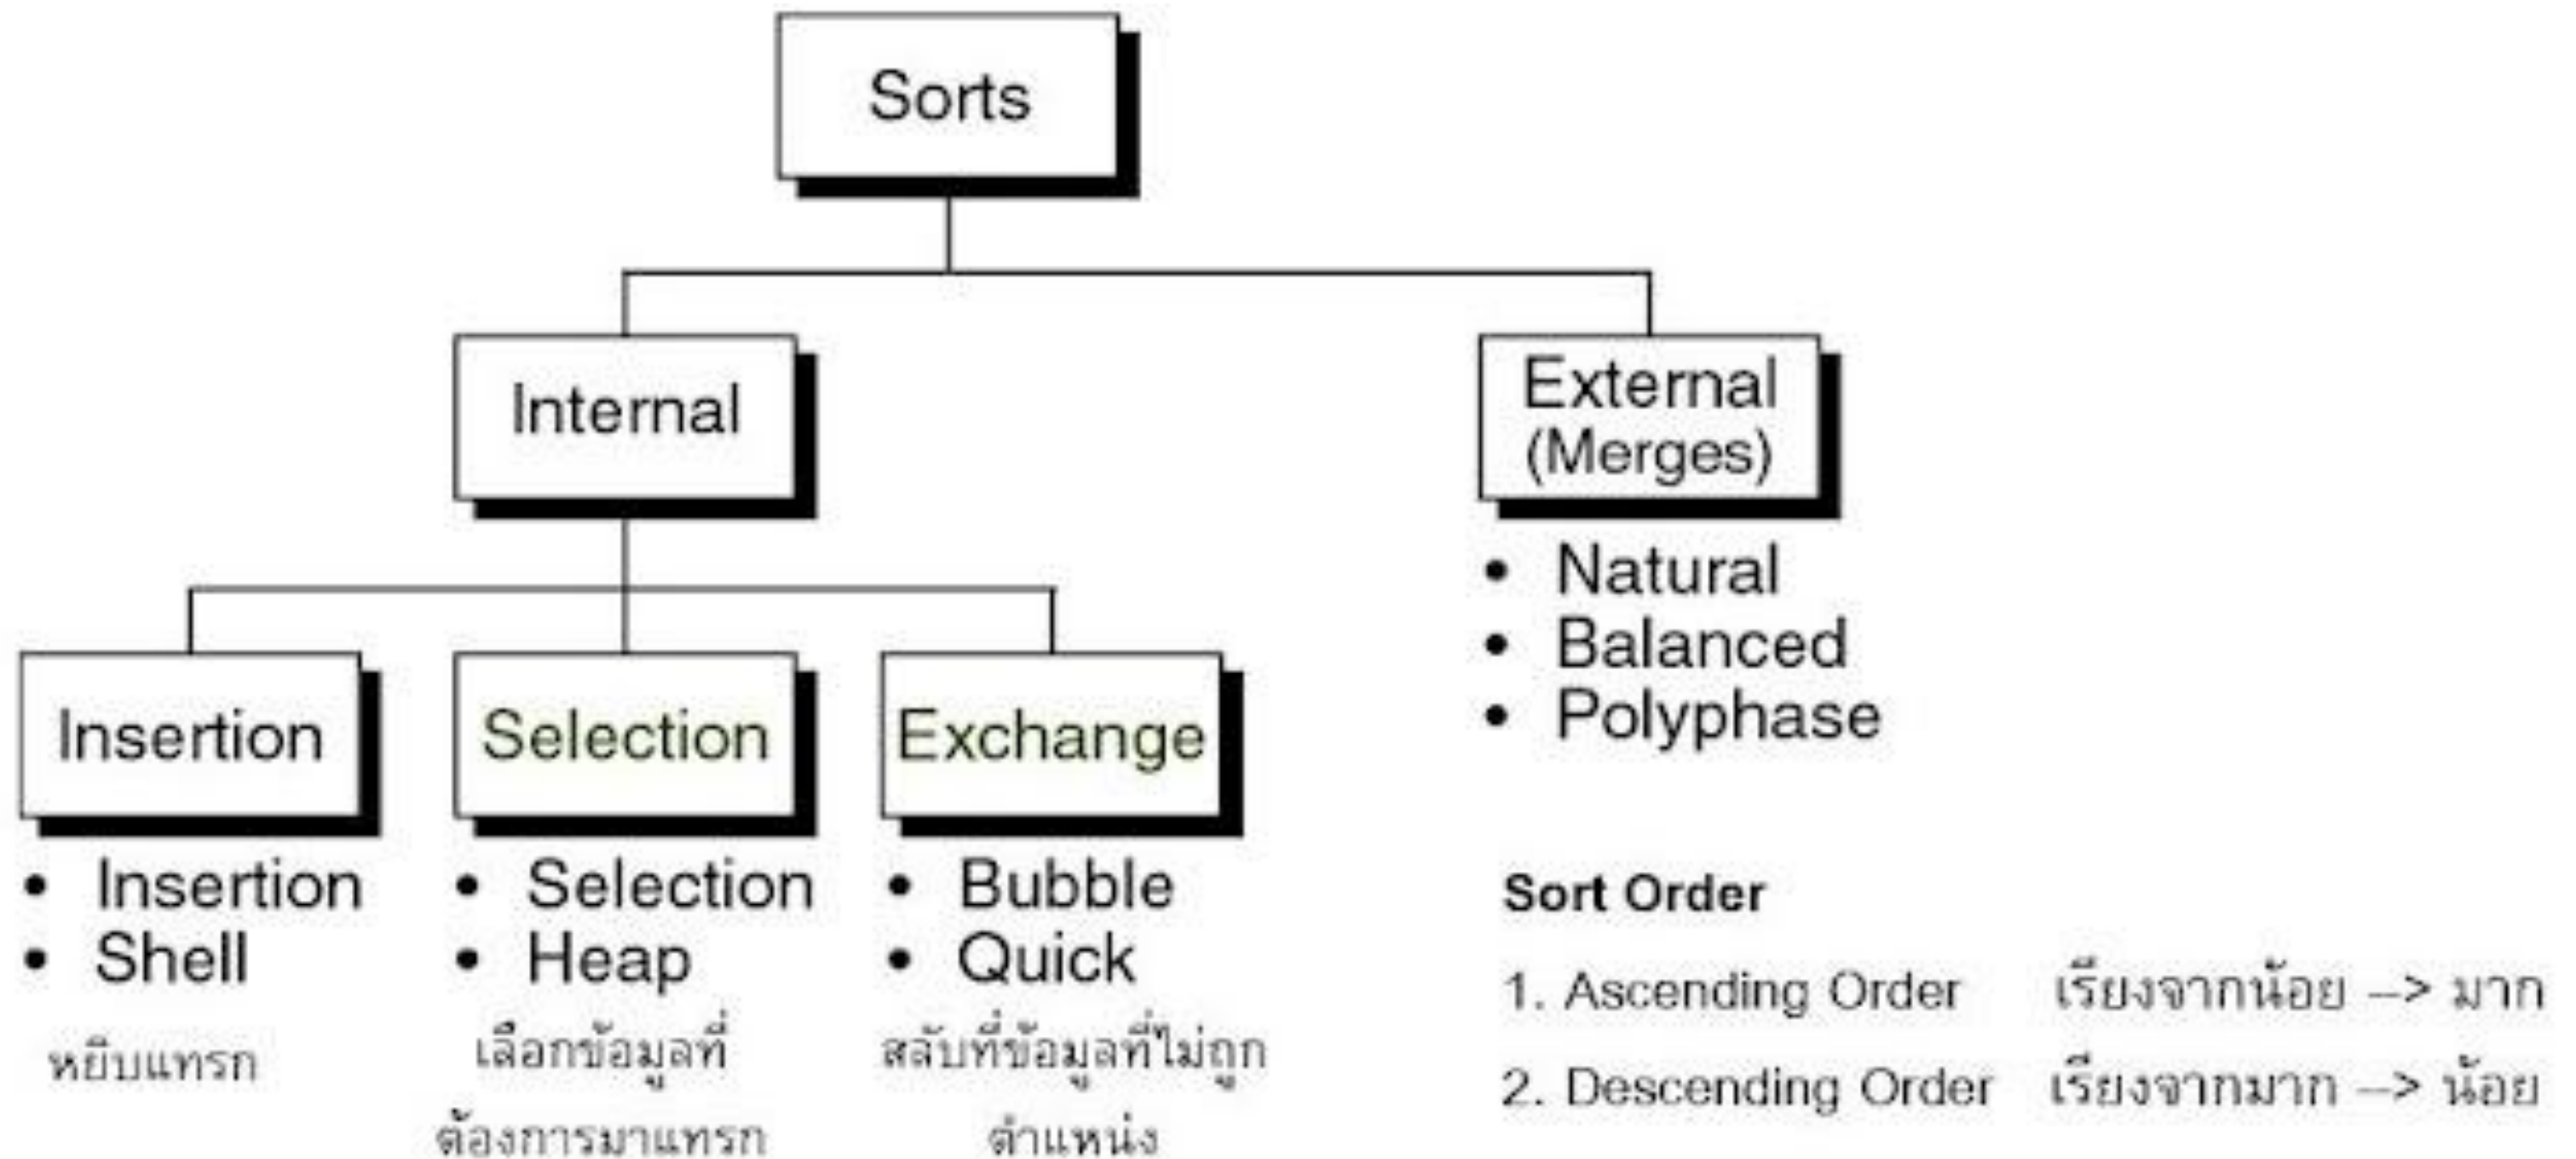 Sorts
Internal
External
(Merges)
• Natural
• Balanced
• Polyphase
Insertion
• Insertion
• Shell
หยิบแทรก
Selection
• Selection
• Heap
เลือกข้อมูลที่
ต้องการมาแทรก
Exchange
• Bubble
• Quick
สลับที่ข้อมูลที่ไม่ถูก
ตำแหน่ง
Sort Order
1. Ascending Order เรียงจากน้อย --> มาก
2. Descending Order เรียงจากมาก --> น้อย